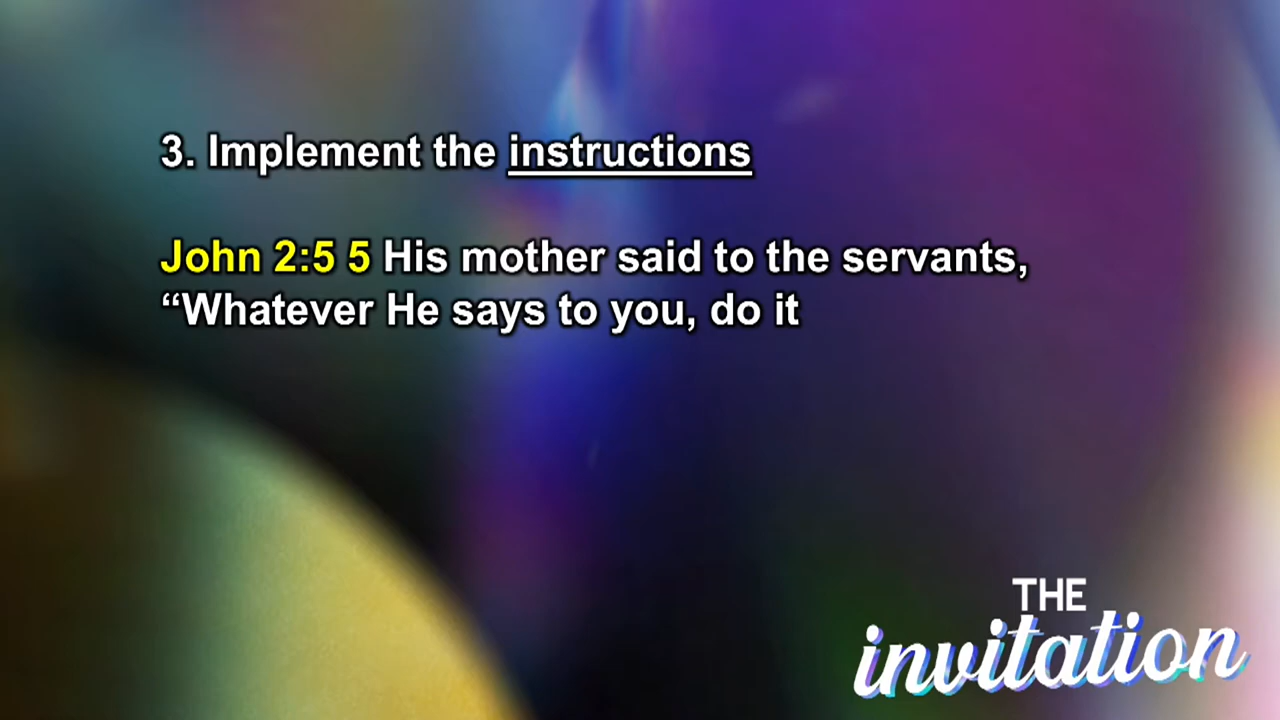 3. Implement the instructions
John 2:5 5 His mother said to the servants,
“Whatever He says to you, do it
THE
invitation